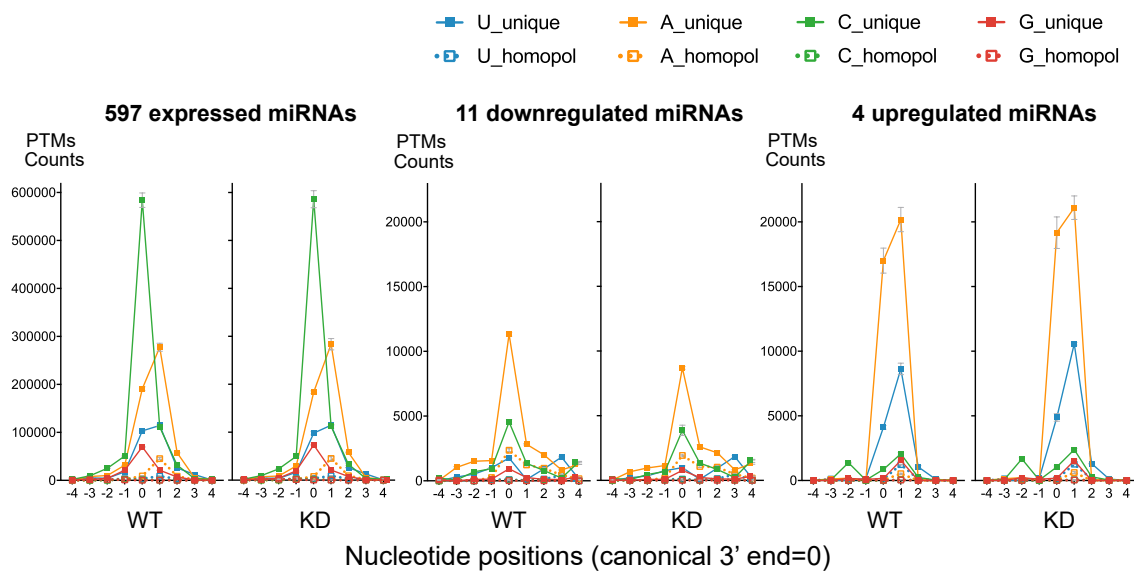 U_unique A_unique C_unique G_unique
U_homopol A_homopol C_homopol G_homopol
597 expressed miRNAs 11 downregulated miRNAs 4 upregulated miRNAs
PTMs Counts
PTMs Counts
PTMs Counts
600000
500000
400000
300000
200000
100000
0
20000
15000
10000
5000
0
20000
15000
10000
5000
0
-4 -3 -2 -1 0 1 2 3 4 -4 -3 -2 -1 0 1 2 3 4 -4 -3 -2 -1 0 1 2 3 4 -4 -3 -2 -1 0 1 2 3 4 -4 -3 -2 -1 0 1 2 3 4 -4 -3 -2 -1 0 1 2 3 4
WT KD WT KD WT KD
Nucleotide positions (canonical 3’ end=0)